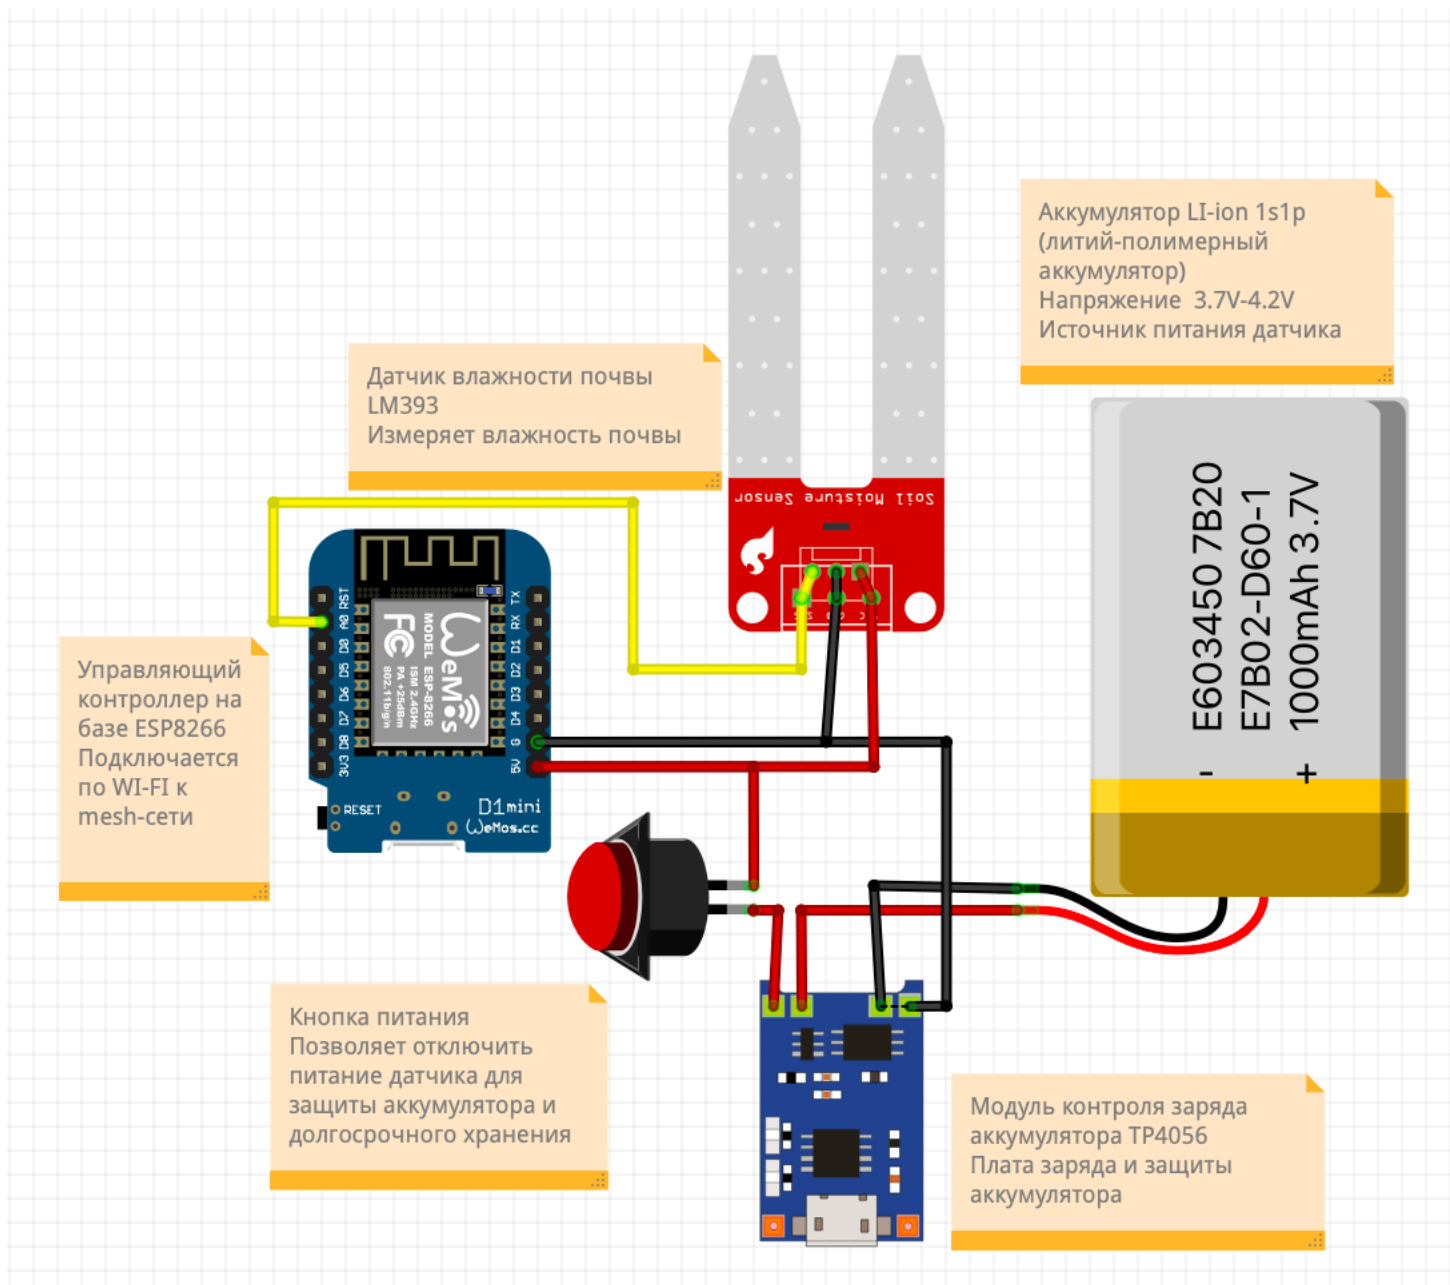 Аккумулятор LI-ion 1s1p
(литий-полимерный
аккумулятор)
Напряжение  3.7V-4.2V
Источник питания датчика
Датчик влажности почвы
LM393
Измеряет влажность почвы
Soil Moisture Sensor
E603450 7B20
E7B02-D60-1
1000mAh 3.7V
-
+
RST
A0
D0
D5
D6
D7
D8
3V3
TX
RX
D1
D2
D3
D4
G
5V
WeMos
MODEL ESP-8266
ISM 2.4GHz
PA +25dBm
802.11b/g/n
FC
RESET
D1 mini
WeMos.cc
Управляющий
контроллер на
базе ESP8266
Подключается
по WI-FI к
mesh-сети
Кнопка питания
Позволяет отключить
питание датчика для
защиты аккумулятора и
долгосрочного хранения
Модуль контроля заряда
аккумулятора TP4056
Плата заряда и защиты
аккумулятора